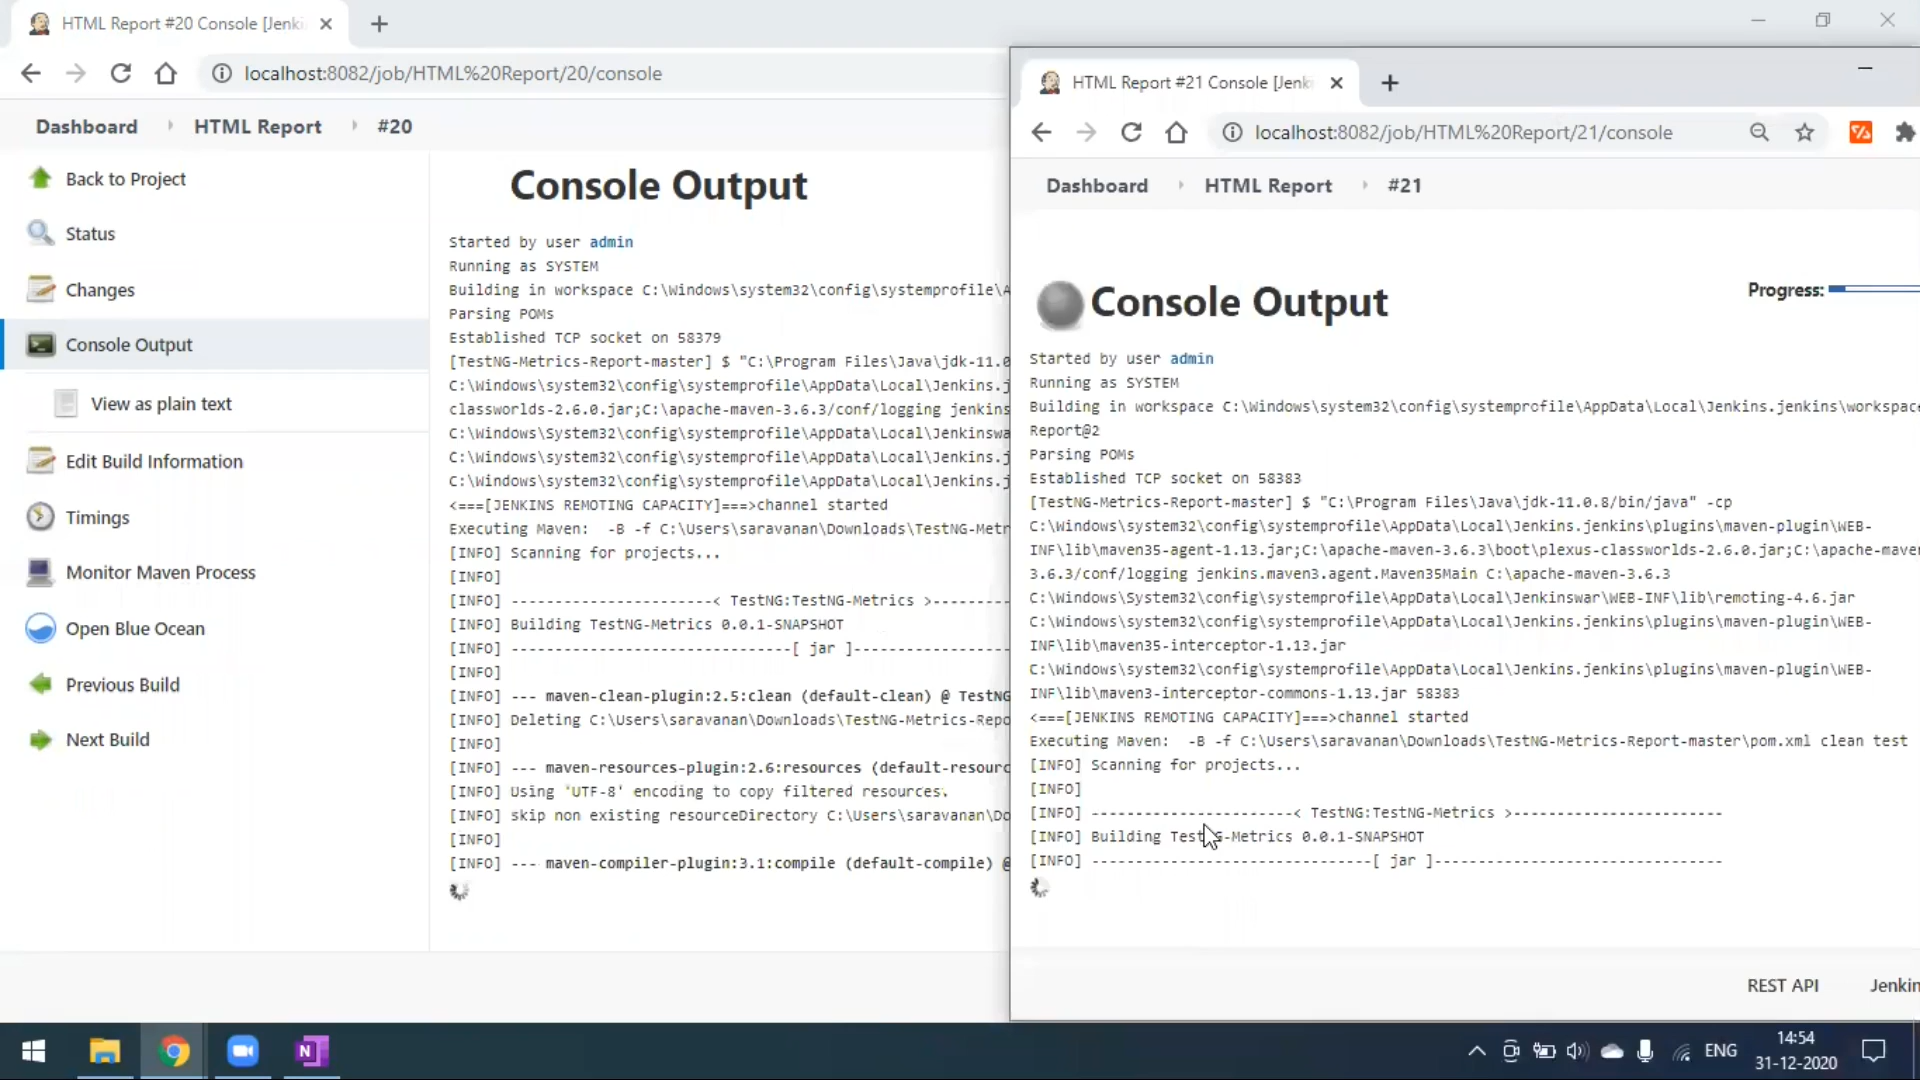 HTML Report #20 Console [Jenki
localhost:8082/job/HTML%20Report/20/console
Dashboard
HTML Report
#20
Back to Project
Status
Changes
Console Output
View as plain text
Edit Build Information
Timings
Monitor Maven Process
Open Blue Ocean
Previous Build
Next Build
Console Output
Started by user admin
Running as SYSTEM
Building in workspace C:\Windows\system32\config\systemprofile\A
Parsing POMs
Established TCP socket on 58379
[TestNG-Metrics-Report-master] $ "C:\Program Files\Java\jdk-11.0
C:\Windows\system32\config\systemprofile\AppData\Local\Jenkins.j
classworlds-2.6.0.jar;C:\apache-maven-3.6.3/conf/logging jenkins
C:\Windows\System32\config\systemprofile\AppData\Local\Jenkinswa
C:\Windows\system32\config\systemprofile\AppData\Local\Jenkins.j
C:\Windows\system32\config\systemprofile\AppData\Local\Jenkins.j
<===[JENKINS REMOTING CAPACITY]===>channel started
Executing Maven:  -B -f C:\Users\saravanan\Downloads\TestNG-Metr
[INFO] Scanning for projects...
[INFO]
[INFO] -----------------------< TestNG:TestNG-Metrics >---------
[INFO] Building TestNG-Metrics 0.0.1-SNAPSHOT
[INFO] --------------------------------[ jar ]------------------
[INFO]
[INFO] --- maven-clean-plugin:2.5:clean (default-clean) @ TestNG
[INFO] Deleting C:\Users\saravanan\Downloads\TestNG-Metrics-Repo
[INFO]
[INFO] --- maven-resources-plugin:2.6:resources (default-resourc
[INFO] Using 'UTF-8' encoding to copy filtered resources.
[INFO] skip non existing resourceDirectory C:\Users\saravanan\Do
[INFO]
[INFO] --- maven-compiler-plugin:3.1:compile (default-compile) @
HTML Report #21 Console [Jenki
localhost:8082/job/HTML%20Report/21/console
Dashboard
HTML Report
#21
Console Output
Progress:
Started by user admin
Running as SYSTEM
Building in workspace C:\Windows\system32\config\systemprofile\AppData\Local\Jenkins.jenkins\workspace
Report@2
Parsing POMs
Established TCP socket on 58383
[TestNG-Metrics-Report-master] $ "C:\Program Files\Java\jdk-11.0.8/bin/java" -cp
C:\Windows\system32\config\systemprofile\AppData\Local\Jenkins.jenkins\plugins\maven-plugin\WEB-
INF\lib\maven35-agent-1.13.jar;C:\apache-maven-3.6.3\boot\plexus-classworlds-2.6.0.jar;C:\apache-maven
3.6.3/conf/logging jenkins.maven3.agent.Maven35Main C:\apache-maven-3.6.3
C:\Windows\System32\config\systemprofile\AppData\Local\Jenkinswar\WEB-INF\lib\remoting-4.6.jar
C:\Windows\system32\config\systemprofile\AppData\Local\Jenkins.jenkins\plugins\maven-plugin\WEB-
INF\lib\maven35-interceptor-1.13.jar
C:\Windows\system32\config\systemprofile\AppData\Local\Jenkins.jenkins\plugins\maven-plugin\WEB-
INF\lib\maven3-interceptor-commons-1.13.jar 58383
<===[JENKINS REMOTING CAPACITY]===>channel started
Executing Maven:  -B -f C:\Users\saravanan\Downloads\TestNG-Metrics-Report-master\pom.xml clean test
[INFO] Scanning for projects...
[INFO]
[INFO] -----------------------< TestNG:TestNG-Metrics >------------------------
[INFO] Building TestNG-Metrics 0.0.1-SNAPSHOT
[INFO] --------------------------------[ jar ]---------------------------------
REST API
Jenkin
ENG
14:54
31-12-2020